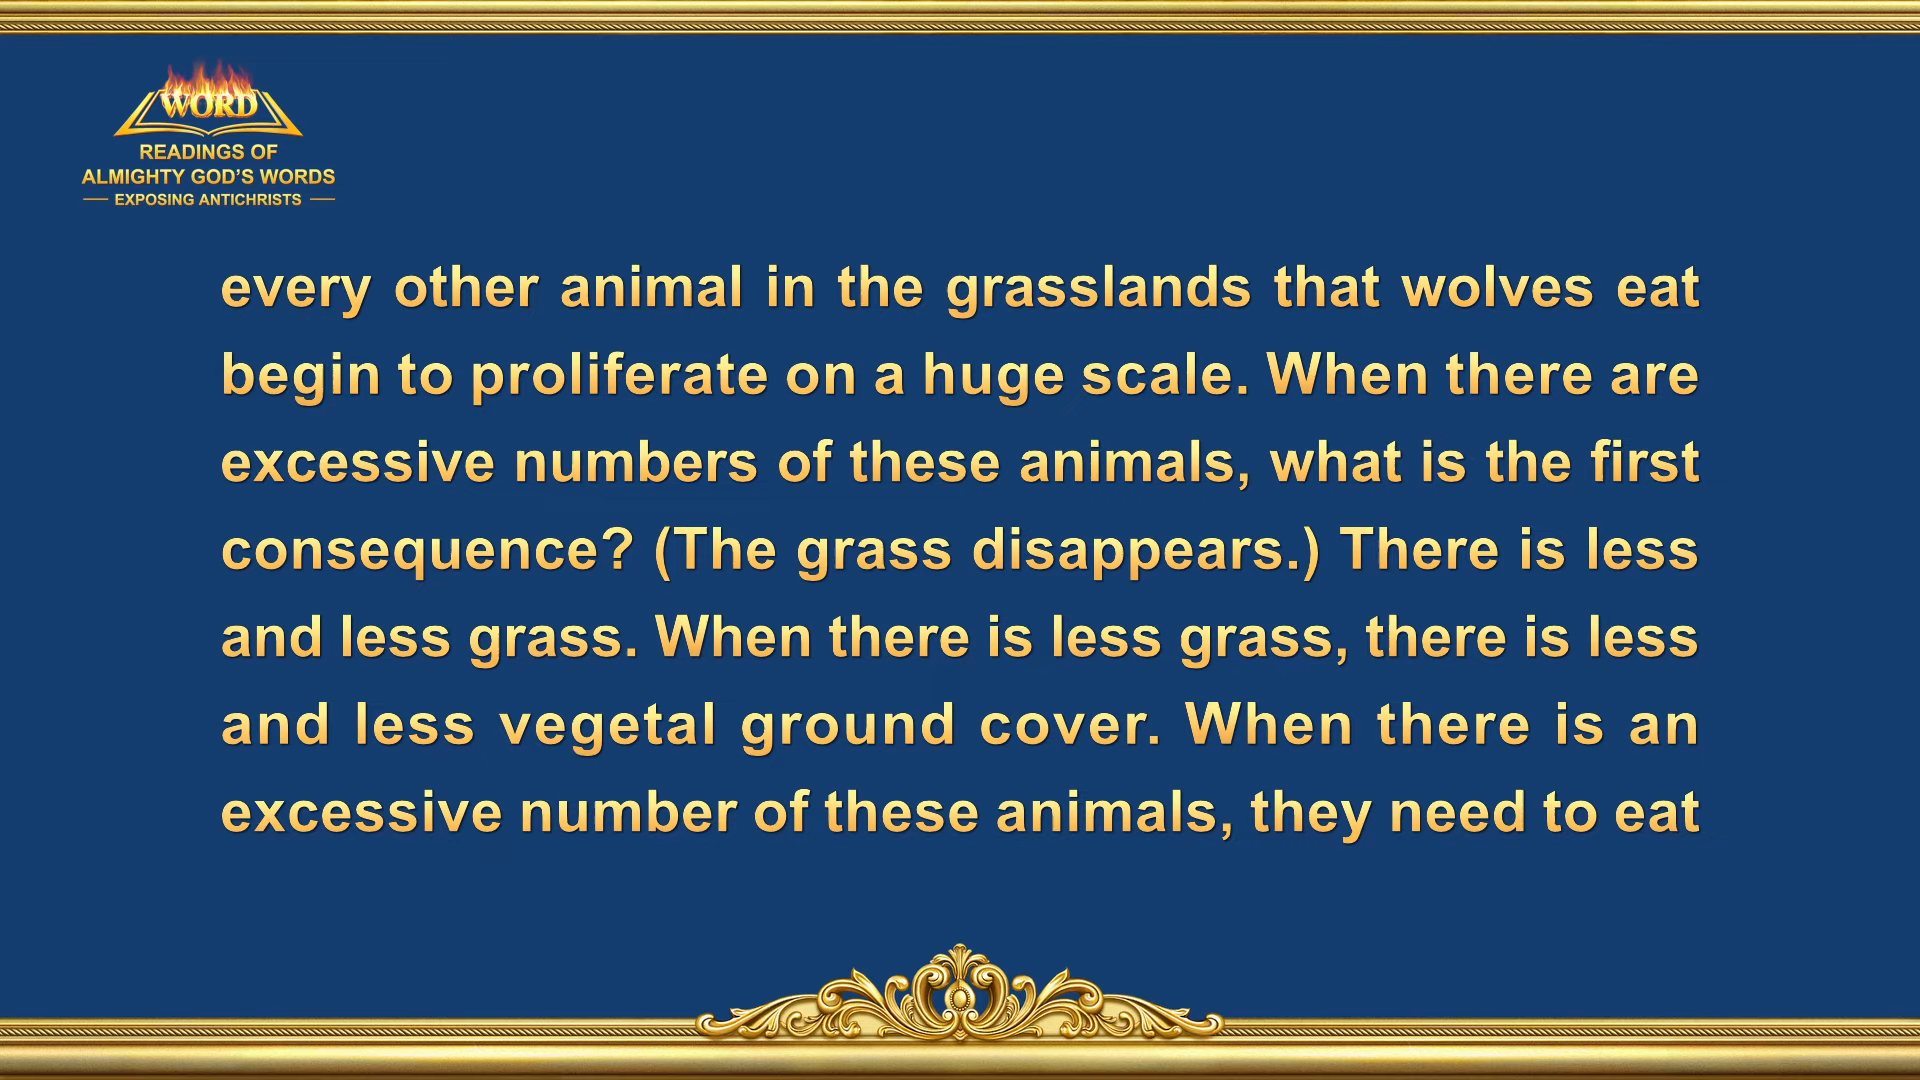 WORD
READINGS OF
ALMIGHTY GOD'S WORDS
EXPOSING ANTICHRISTS
every other animal in the grasslands that wolves eat
begin to proliferate on a huge scale. When there are
excessive numbers of these animals, what is the first
consequence? (The grass disappears.) There is less
and less grass. When there is less grass, there is less
and less vegetal ground cover. When there is an
excessive number of these animals, they need to eat